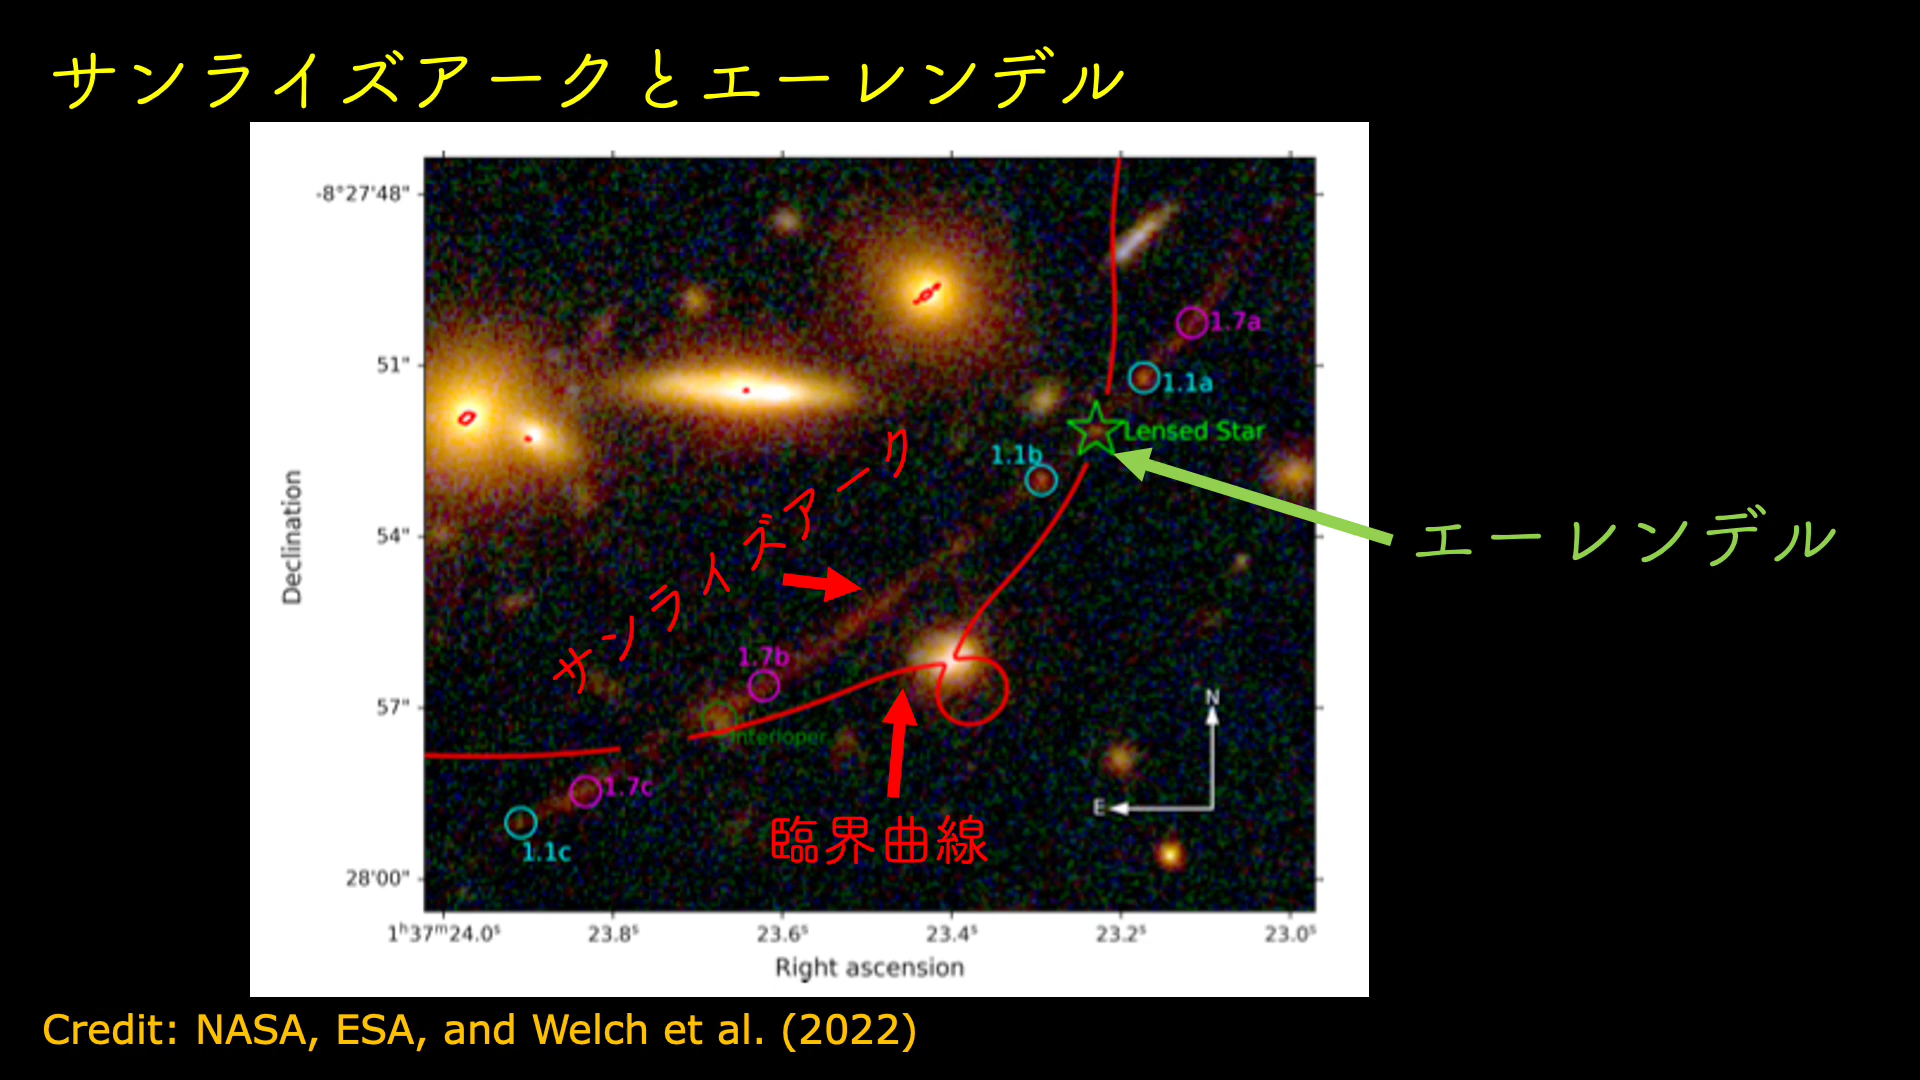 サンライズアークとエーレンデル
-8°27'48"
51"
54"
57"
28'00"
Declination
1.7a
1.1a
Lensed Star
1.1b
エーレンデル
サンライズアーク
1.7b
Interloper
1.7c
1.1c
臨界曲線
N
E
1ʰ37ᵐ24.0ˢ 23.8ˢ 23.6ˢ 23.4ˢ 23.2ˢ 23.0ˢ
Right ascension
Credit: NASA, ESA, and Welch et al. (2022)